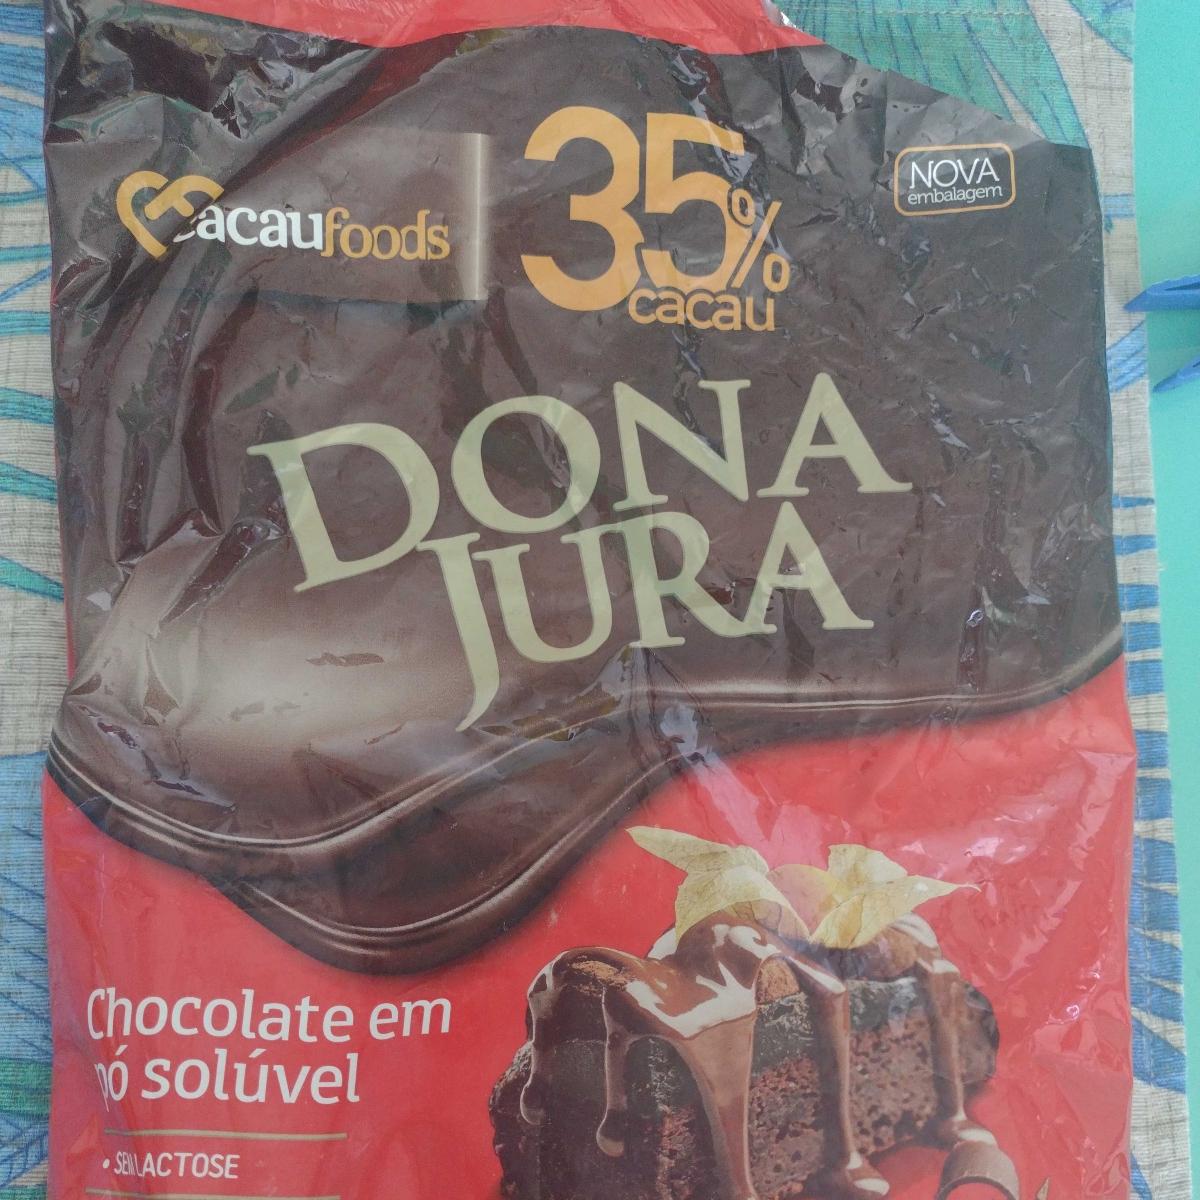 cacaufoods
35%
cacau
NOVA
embalagem
DONA
JURA
Chocolate em
pó solúvel
• SEM LACTOSE